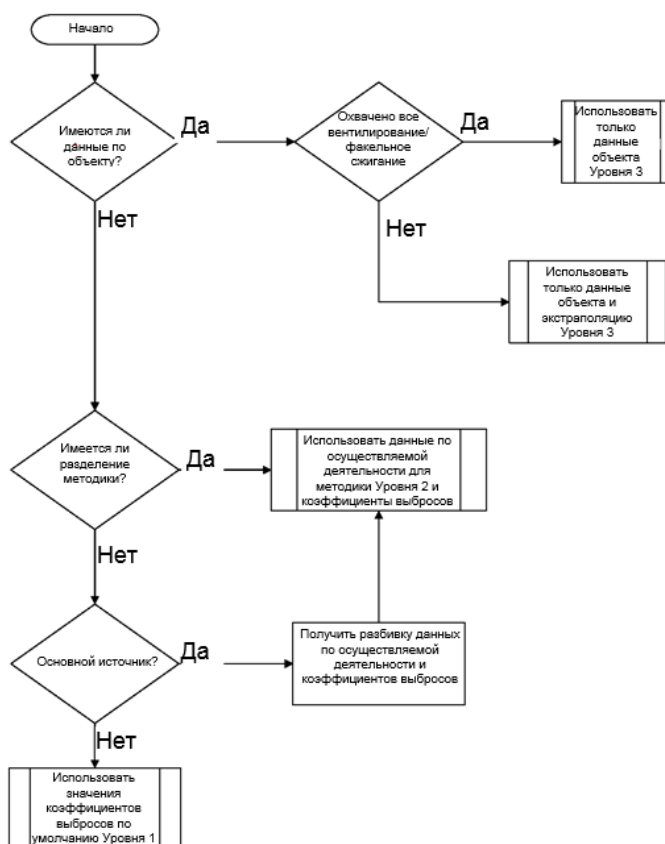 Начало
Имеются ли
данные по
объекту?
Да
Охвачено все
вентилирование/
факельное
сжигание
Да
Использовать
только
данные
объекта
Уровня 3
Нет
Нет
Использовать
только данные
объекта и
экстраполяцию
Уровня 3
Имеется ли
разделение
методики?
Да
Использовать данные по
осуществляемой
деятельности для
методики Уровня 2 и
коэффициенты выбросов
Нет
Основной источник?
Да
Получить разбивку данных
по осуществляемой
деятельности и
коэффициентов выбросов
Нет
Использовать
значения
коэффициентов
выбросов по
умолчанию Уровня 1